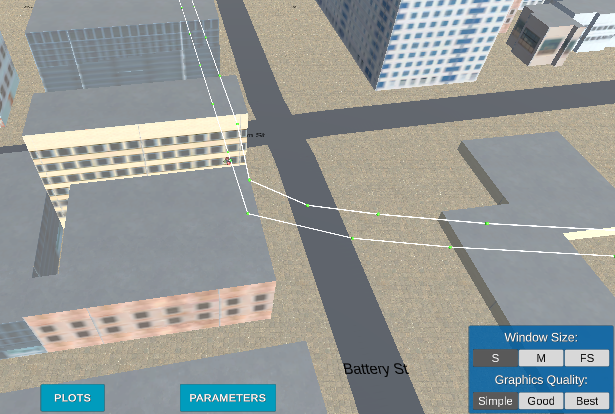 Battery St
Window Size:
S M FS
Graphics Quality:
Simple Good Best
PLOTS PARAMETERS